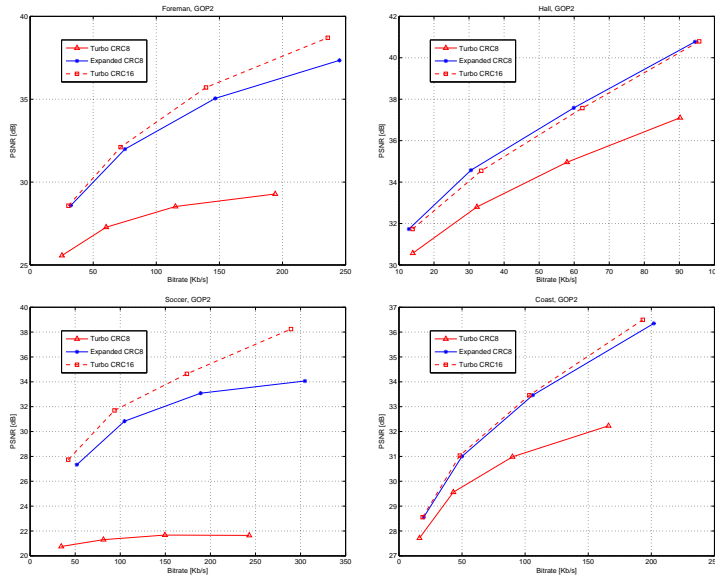 Foreman, GOP2
40
35
30
25
PSNR [dB]
Turbo CRC8
Expanded CRC8
Turbo CRC16
0 50 100 150 200 250
Bitrate [Kb/s]
Hall, GOP2
42
40
38
36
34
32
30
PSNR [dB]
Turbo CRC8
Expanded CRC8
Turbo CRC16
10 20 30 40 50 60 70 80 90 100
Bitrate [Kb/s]
Soccer, GOP2
40
38
36
34
32
30
28
26
24
22
20
PSNR [dB]
Turbo CRC8
Expanded CRC8
Turbo CRC16
0 50 100 150 200 250 300 350
Bitrate [Kb/s]
Coast, GOP2
37
36
35
34
33
32
31
30
29
28
27
PSNR [dB]
Turbo CRC8
Expanded CRC8
Turbo CRC16
0 50 100 150 200 250
Bitrate [Kb/s]